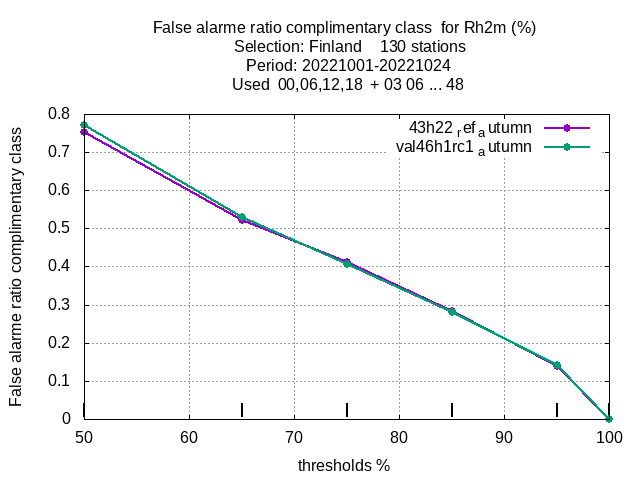 False alarme ratio complimentary class  for Rh2m (%)
Selection: Finland    130 stations
Period: 20221001-20221024
Used  00,06,12,18  + 03 06 ... 48
43h22refautumn
val46h1rc1autumn
False alarme ratio complimentary class
0.8
0.7
0.6
0.5
0.4
0.3
0.2
0.1
0
50 60 70 80 90 100
thresholds %